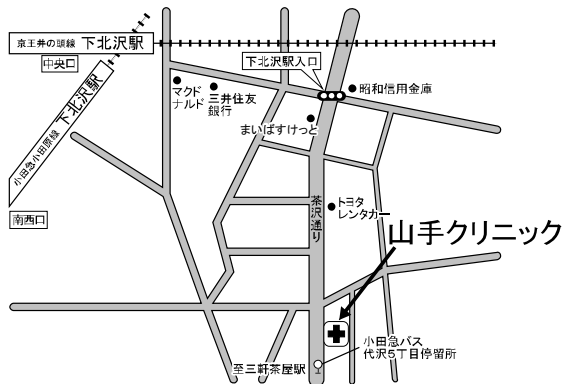 京王井の頭線 下北沢駅
中央口
小田急小田原線 下北沢駅
南西口
下北沢駅入口
マクド
ナルド
三井住友
銀行
昭和信用金庫
まいばすけっと
茶沢通り
トヨタ
レンタカー
山手クリニック
小田急バス
代沢5丁目停留所
至三軒茶屋駅